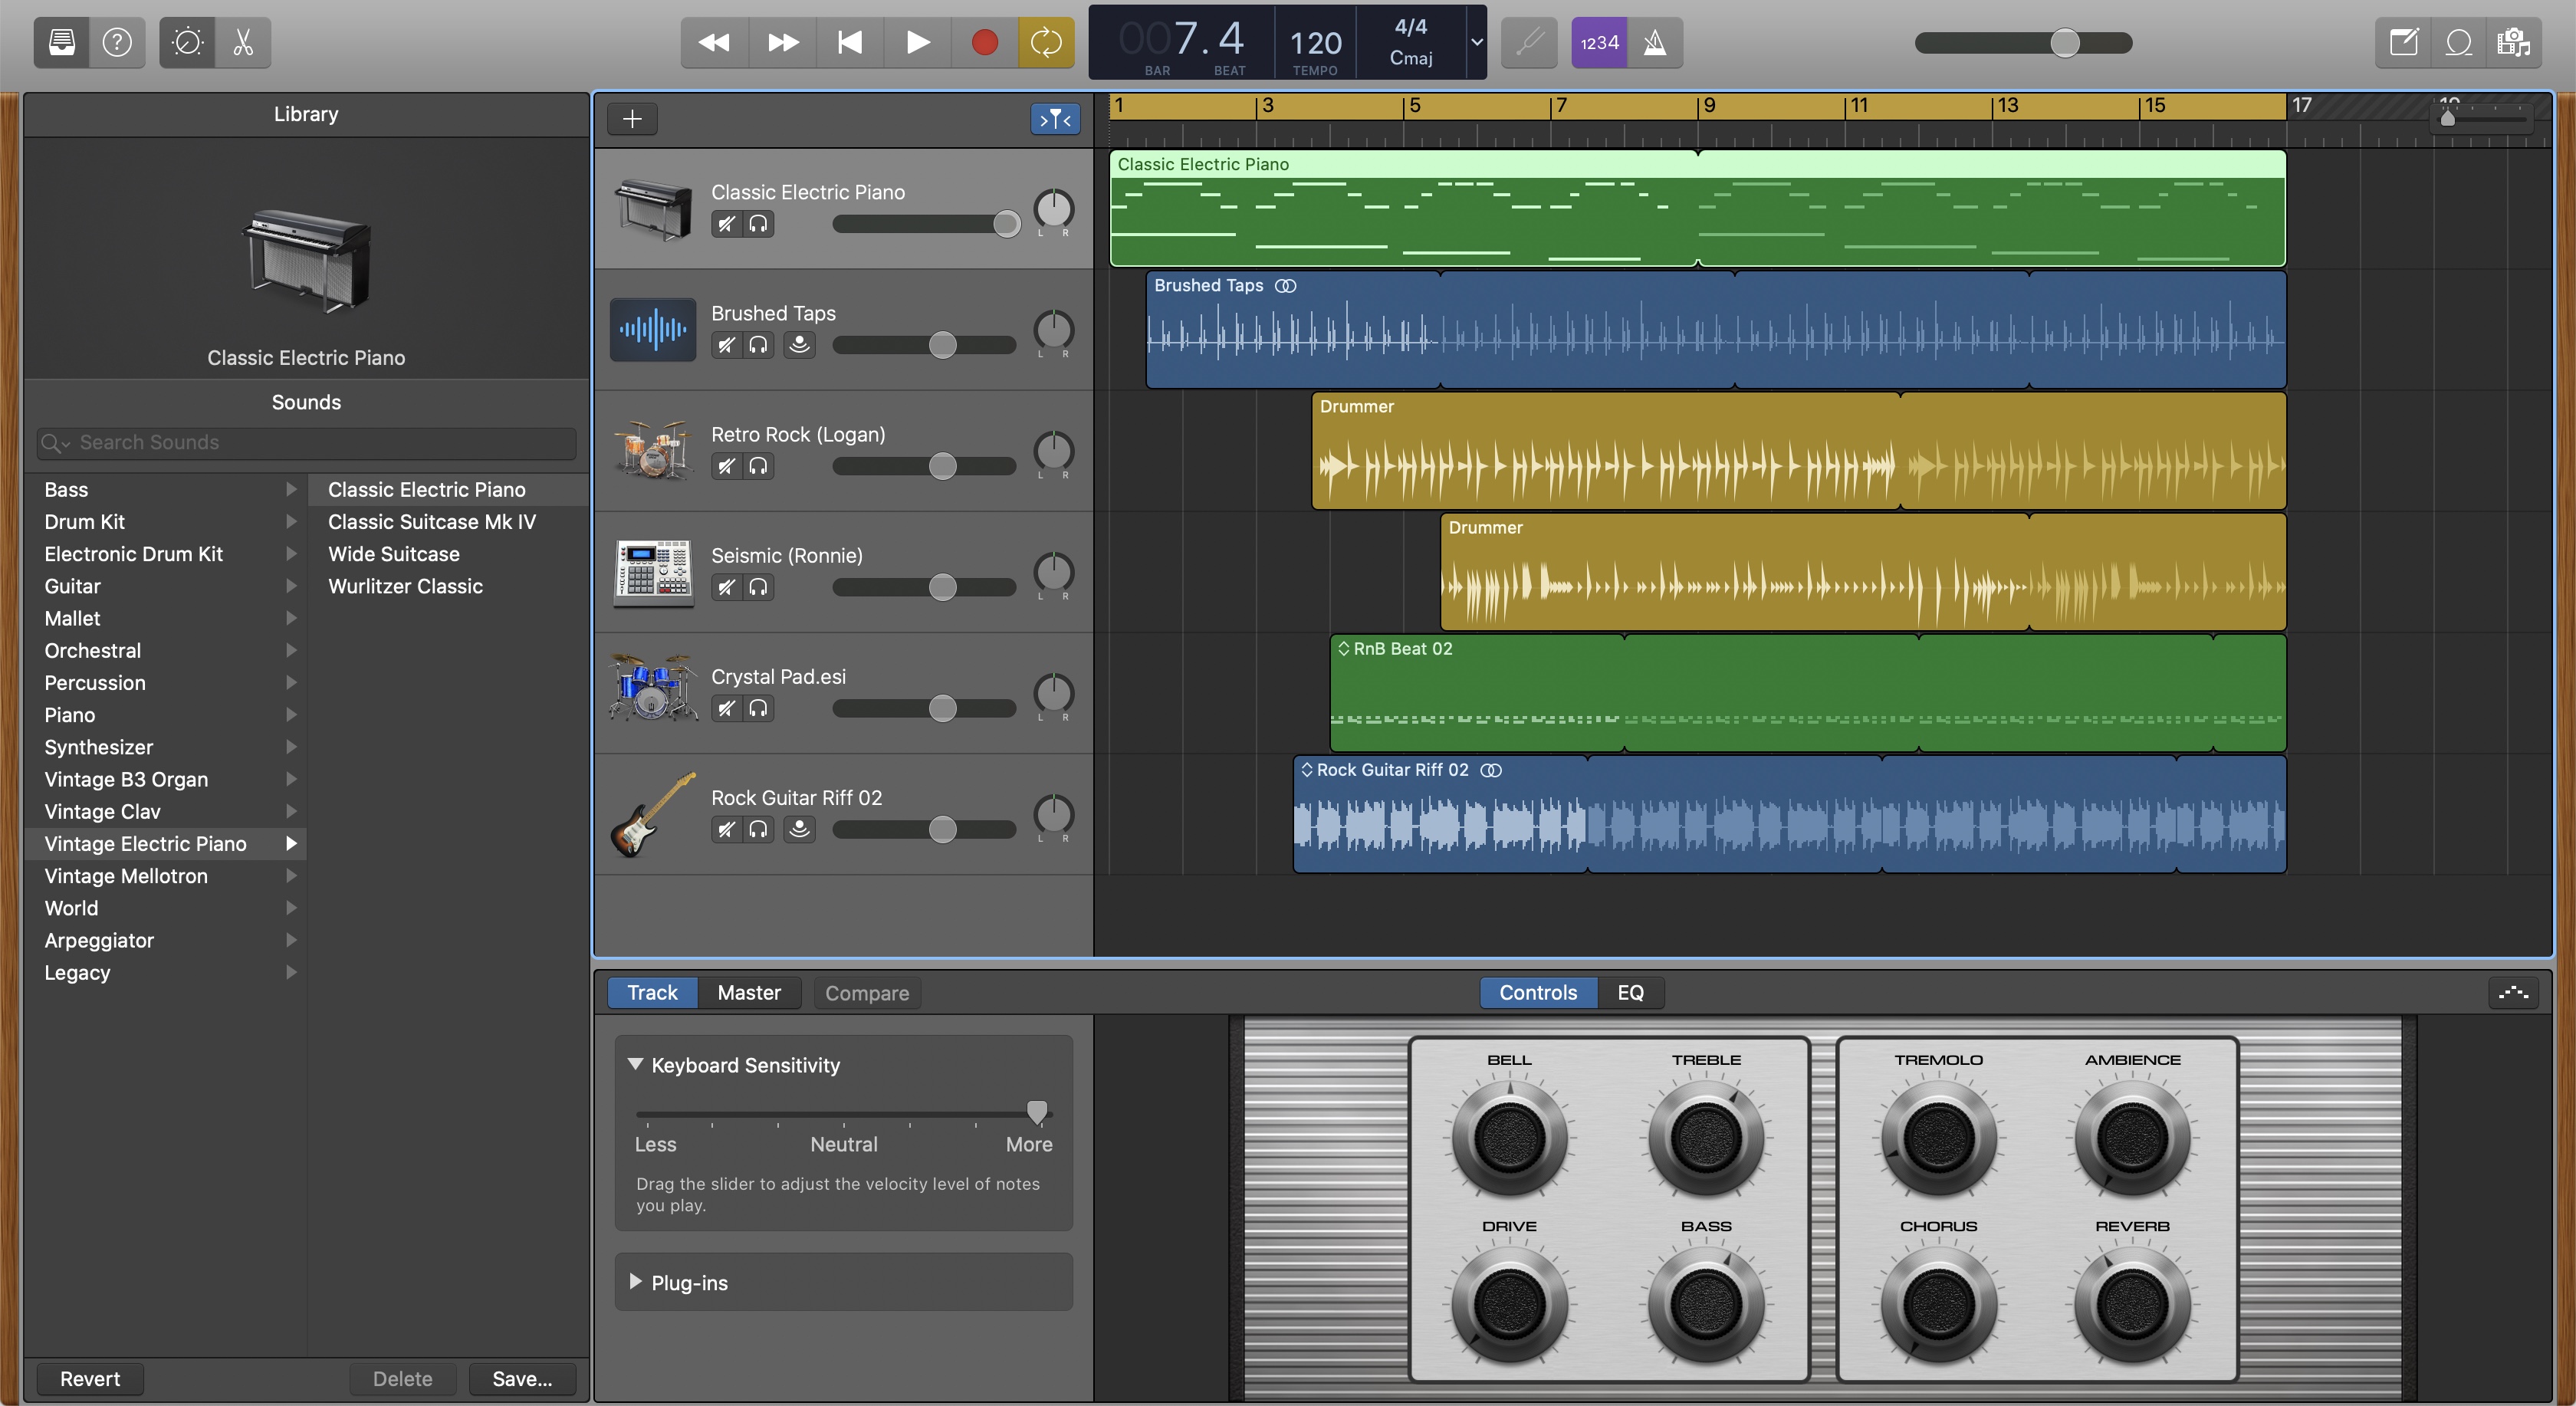 007.4
BAR BEAT
120
TEMPO
4/4
Cmaj
1234
Library
Classic Electric Piano
Sounds
Search Sounds
Bass
Drum Kit
Electronic Drum Kit
Guitar
Mallet
Orchestral
Percussion
Piano
Synthesizer
Vintage B3 Organ
Vintage Clav
Vintage Electric Piano
Vintage Mellotron
World
Arpeggiator
Legacy
Classic Electric Piano
Classic Suitcase Mk IV
Wide Suitcase
Wurlitzer Classic
Revert Delete Save...
1 3 5 7 9 11 13 15 17
Classic Electric Piano
L R
Brushed Taps
L R
Retro Rock (Logan)
L R
Seismic (Ronnie)
L R
Crystal Pad.esi
L R
Rock Guitar Riff 02
L R
Classic Electric Piano
Brushed Taps
Drummer
Drummer
RnB Beat 02
Rock Guitar Riff 02
Track Master Compare
Controls EQ
Keyboard Sensitivity
Less Neutral More
Drag the slider to adjust the velocity level of notes
you play.
Plug-ins
BELL TREBLE TREMOLO AMBIENCE
DRIVE BASS CHORUS REVERB